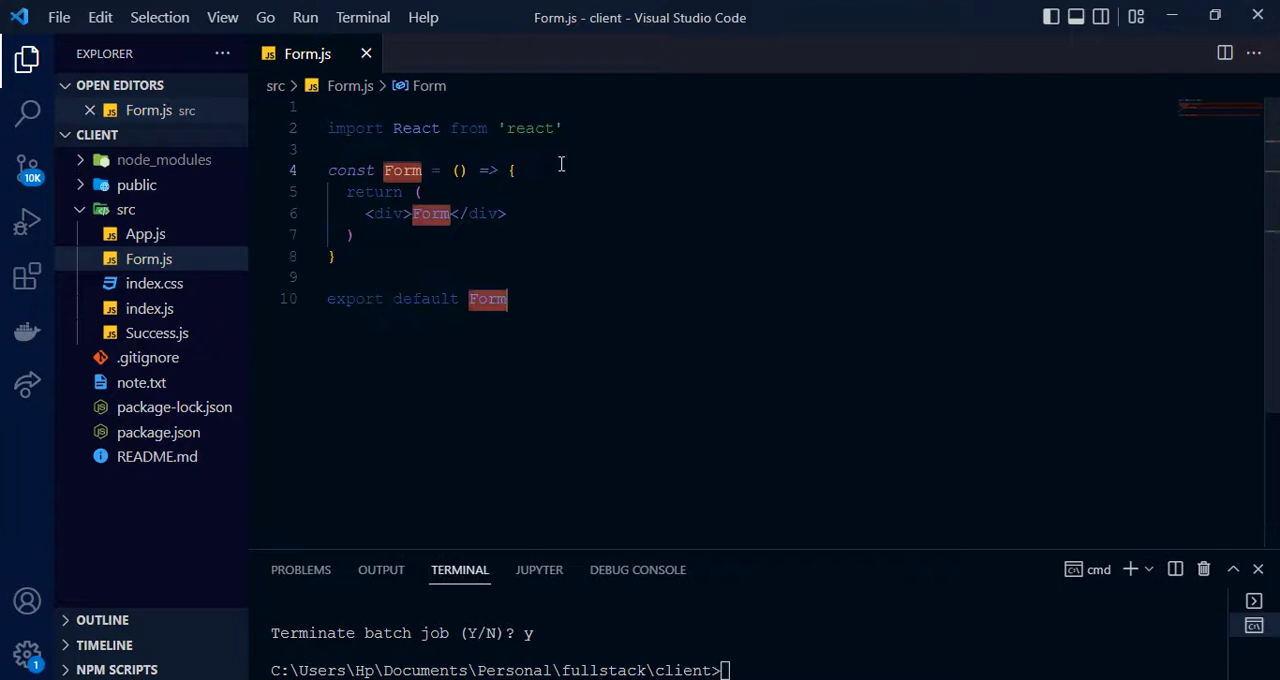 File Edit Selection View Go Run Terminal Help Form.js - client - Visual Studio Code
EXPLORER
OPEN EDITORS
Form.js src
CLIENT
node_modules
public
src
App.js
Form.js
index.css
index.js
Success.js
.gitignore
note.txt
package-lock.json
package.json
README.md
OUTLINE
TIMELINE
NPM SCRIPTS
10K
1
JS Form.js
src > JS Form.js > Form
1
2 import React from 'react'
3
4 const Form = () => {
5 return (
6 <div>Form</div>
7 )
8 }
9
10 export default Form
PROBLEMS OUTPUT TERMINAL JUPYTER DEBUG CONSOLE cmd
Terminate batch job (Y/N)? y
C:\Users\Hp\Documents\Personal\fullstack\client>